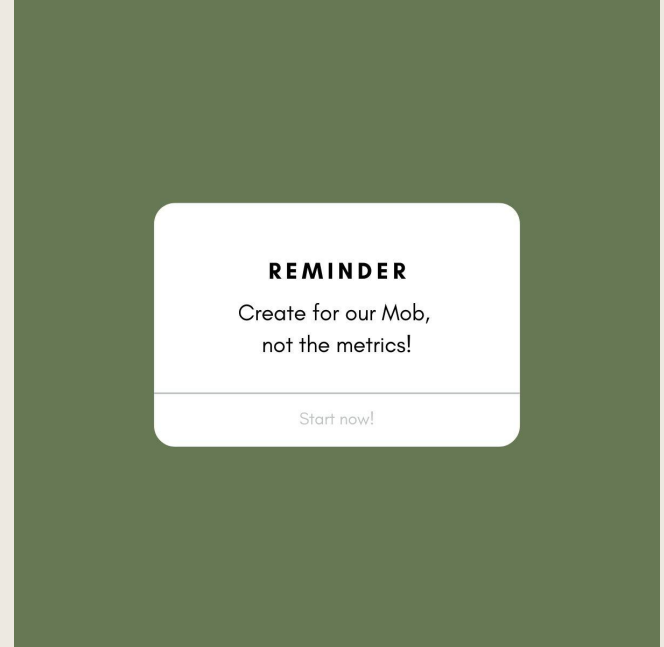 REMINDER
Create for our Mob,
not the metrics!
Start now!